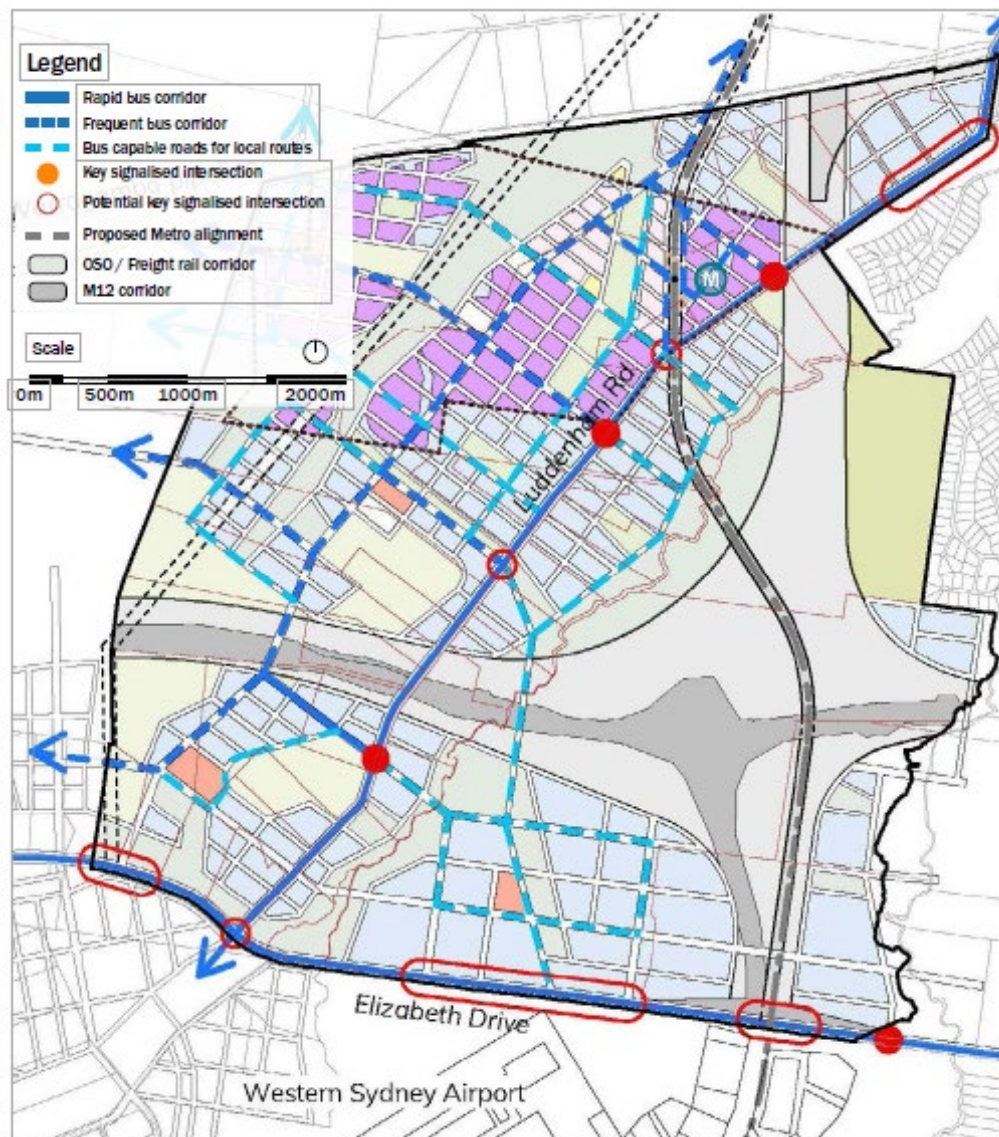 Legend
Rapid bus corridor
Frequent bus corridor
Bus capable roads for local routes
Key signalised intersection
Potential key signalised intersection
Proposed Metro alignment
OSO / Freight rail corridor
M12 corridor
Scale
0m 500m 1000m 2000m
M
Luddenham Rd
Elizabeth Drive
Western Sydney Airport